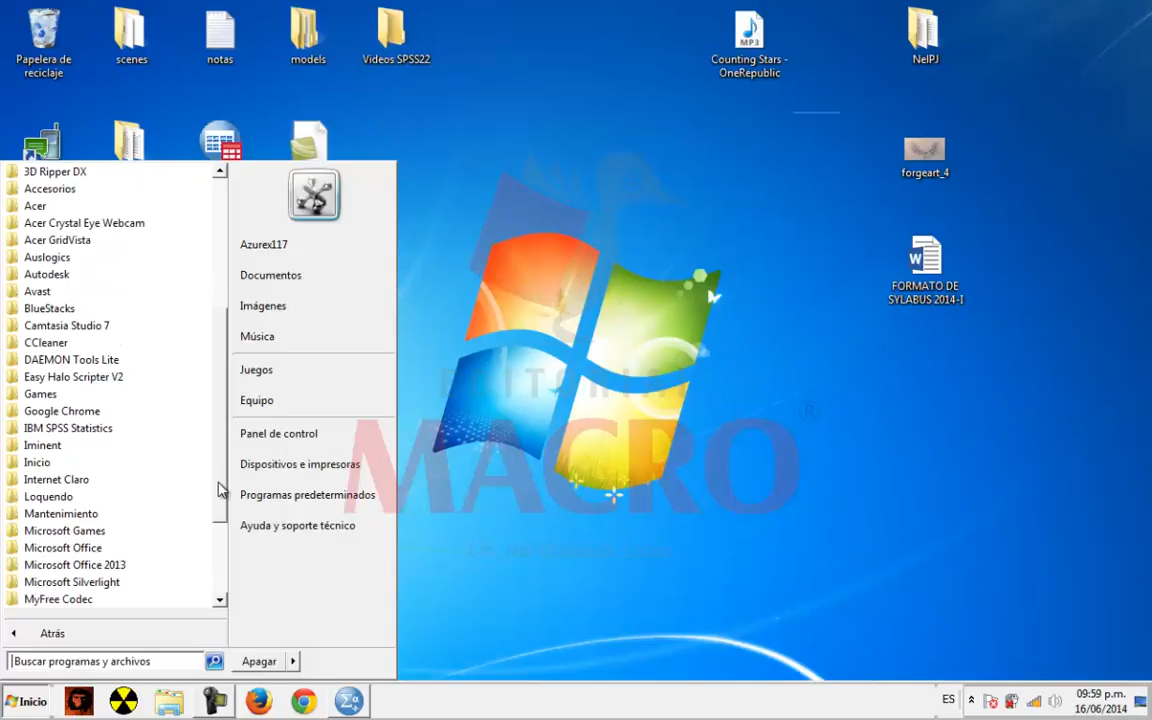 Papelera de
reciclaje
scenes
notas
models
Videos SPSS22
Counting Stars -
OneRepublic
NelPJ
MP3
forgeart_4
FORMATO DE
SYLABUS 2014-I
3D Ripper DX
Accesorios
Acer
Acer Crystal Eye Webcam
Acer GridVista
Auslogics
Autodesk
Avast
BlueStacks
Camtasia Studio 7
CCleaner
DAEMON Tools Lite
Easy Halo Scripter V2
Games
Google Chrome
IBM SPSS Statistics
Iminent
Inicio
Internet Claro
Loquendo
Mantenimiento
Microsoft Games
Microsoft Office
Microsoft Office 2013
Microsoft Silverlight
MyFree Codec
Atrás
Buscar programas y archivos
Azurex117
Documentos
Imágenes
Música
Juegos
Equipo
Panel de control
Dispositivos e impresoras
Programas predeterminados
Ayuda y soporte técnico
Apagar
EDITORIAL
MACRO®
Inicio
ES
09:59 p.m.
16/06/2014